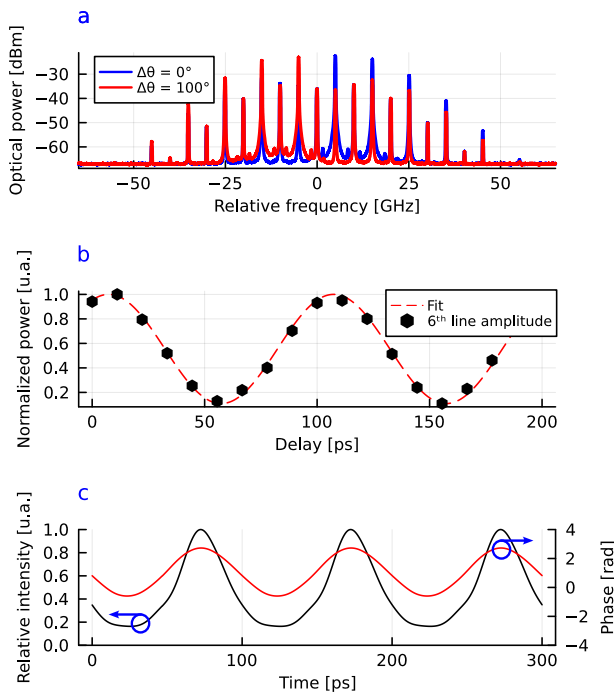 a
Optical power [dBm]
−30
−40
−50
−60
Δθ = 0°
Δθ = 100°
−50
−25
0
25
50
Relative frequency [GHz]
b
Normalized power [u.a.]
1.0
0.8
0.6
0.4
0.2
Fit
6th line amplitude
0
50
100
150
200
Delay [ps]
c
Relative intensity [u.a.]
1.0
0.8
0.6
0.4
0.2
0.0
4
2
0
−2
−4
Phase [rad]
0
100
200
300
Time [ps]